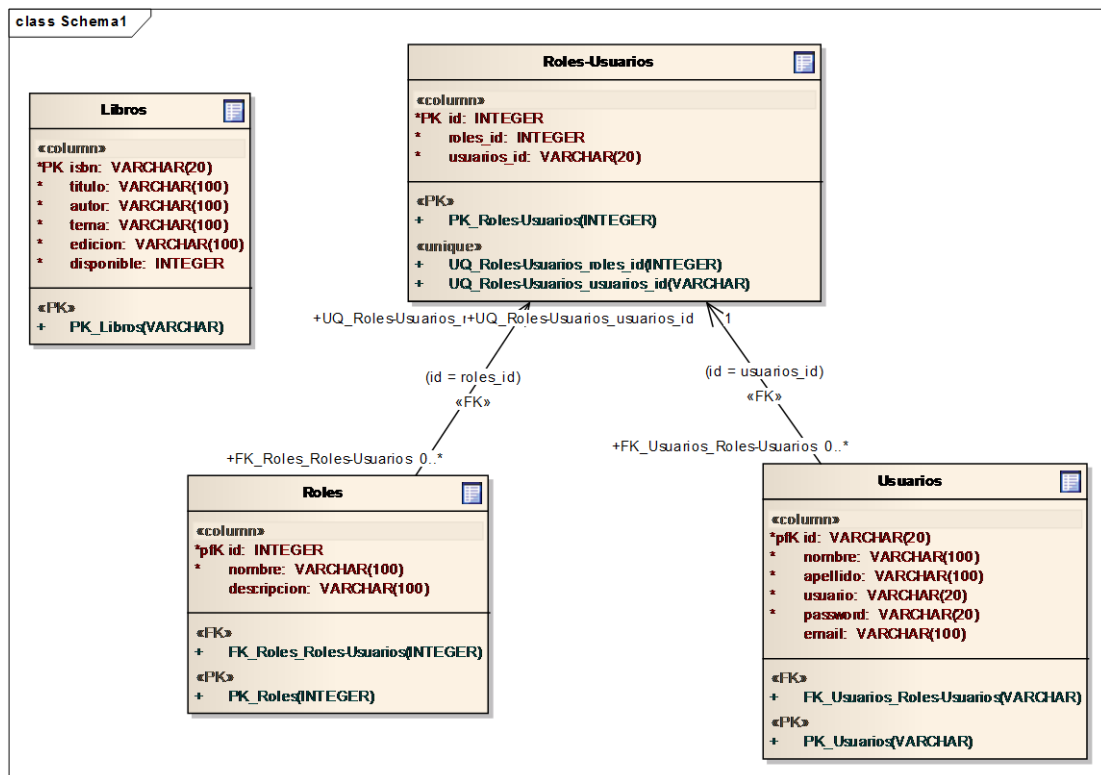 class Schema1
Libros
«column»
*PK isbn: VARCHAR(20)
* titulo: VARCHAR(100)
* autor: VARCHAR(100)
* tema: VARCHAR(100)
* edicion: VARCHAR(100)
* disponible: INTEGER
«PK»
+ PK_Libros(VARCHAR)
Roles-Usuarios
«column»
*PK id: INTEGER
* roles_id: INTEGER
* usuarios_id: VARCHAR(20)
«PK»
+ PK_Roles-Usuarios(INTEGER)
«unique»
+ UQ_Roles-Usuarios_roles_id(INTEGER)
+ UQ_Roles-Usuarios_usuarios_id(VARCHAR)
+UQ_Roles-Usuarios_r+UQ_Roles-Usuarios_usuarios_id 1
(id = roles_id)
«FK»
(id = usuarios_id)
«FK»
+FK_Roles_Roles-Usuarios 0..*
+FK_Usuarios_Roles-Usuarios 0..*
Roles
«column»
*pfK id: INTEGER
* nombre: VARCHAR(100)
descripcion: VARCHAR(100)
«FK»
+ FK_Roles_Roles-Usuarios(INTEGER)
«PK»
+ PK_Roles(INTEGER)
Usuarios
«column»
*pfK id: VARCHAR(20)
* nombre: VARCHAR(100)
* apellido: VARCHAR(100)
* usuario: VARCHAR(20)
* password: VARCHAR(20)
email: VARCHAR(100)
«FK»
+ FK_Usuarios_Roles-Usuarios(VARCHAR)
«PK»
+ PK_Usuarios(VARCHAR)